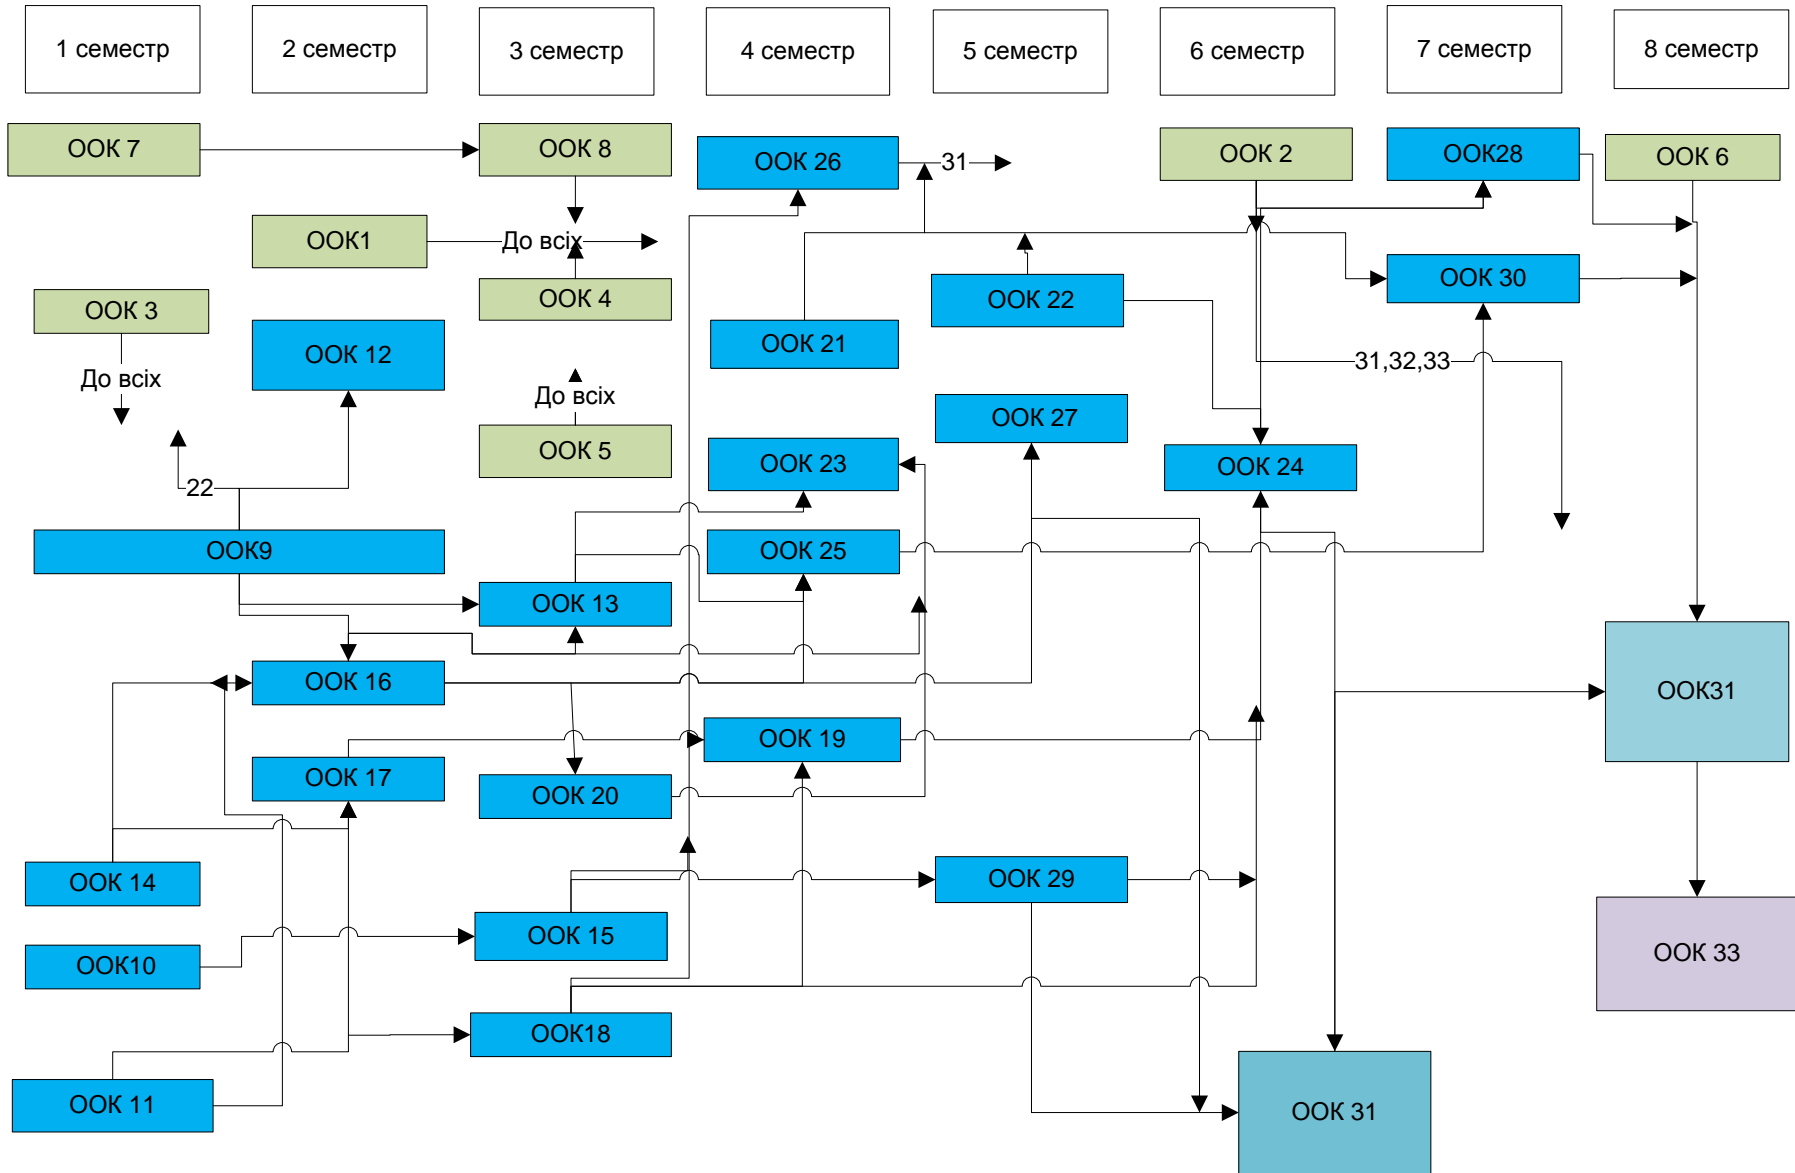 1 семестр
2 семестр
3 семестр
4 семестр
5 семестр
6 семестр
7 семестр
8 семестр
ООК 7
ООК 8
ООК 26
31
ООК 2
ООК28
ООК 6
ООК1
До всіх
ООК 3
ООК 4
ООК 22
ООК 30
До всіх
ООК 12
ООК 21
31,32,33
До всіх
ООК 5
ООК 27
22
ООК 23
ООК 24
ООК9
ООК 25
ООК 13
ООК 16
ООК31
ООК 17
ООК 19
ООК 20
ООК 14
ООК 29
ООК10
ООК 15
ООК 33
ООК18
ООК 11
ООК 31